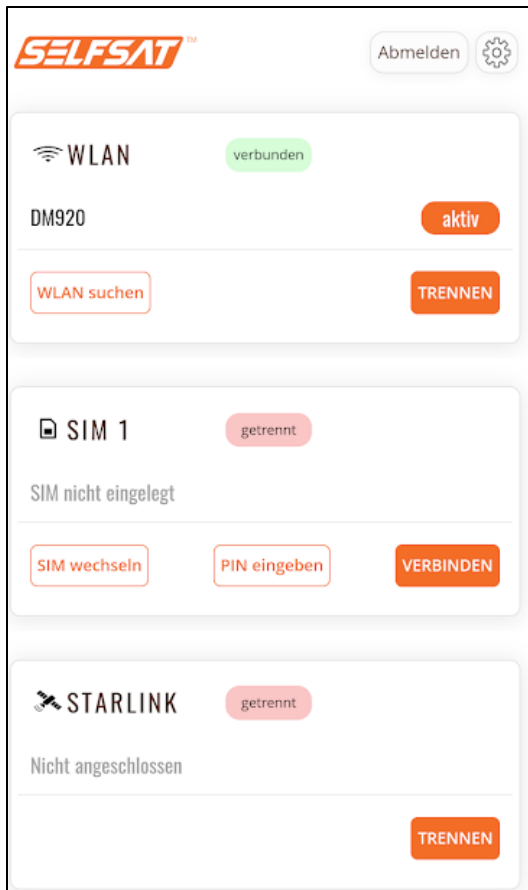 SELFSAT™
Abmelden
WLAN verbunden
DM920 aktiv
WLAN suchen TRENNEN
SIM 1 getrennt
SIM nicht eingelegt
SIM wechseln PIN eingeben VERBINDEN
STARLINK getrennt
Nicht angeschlossen
TRENNEN